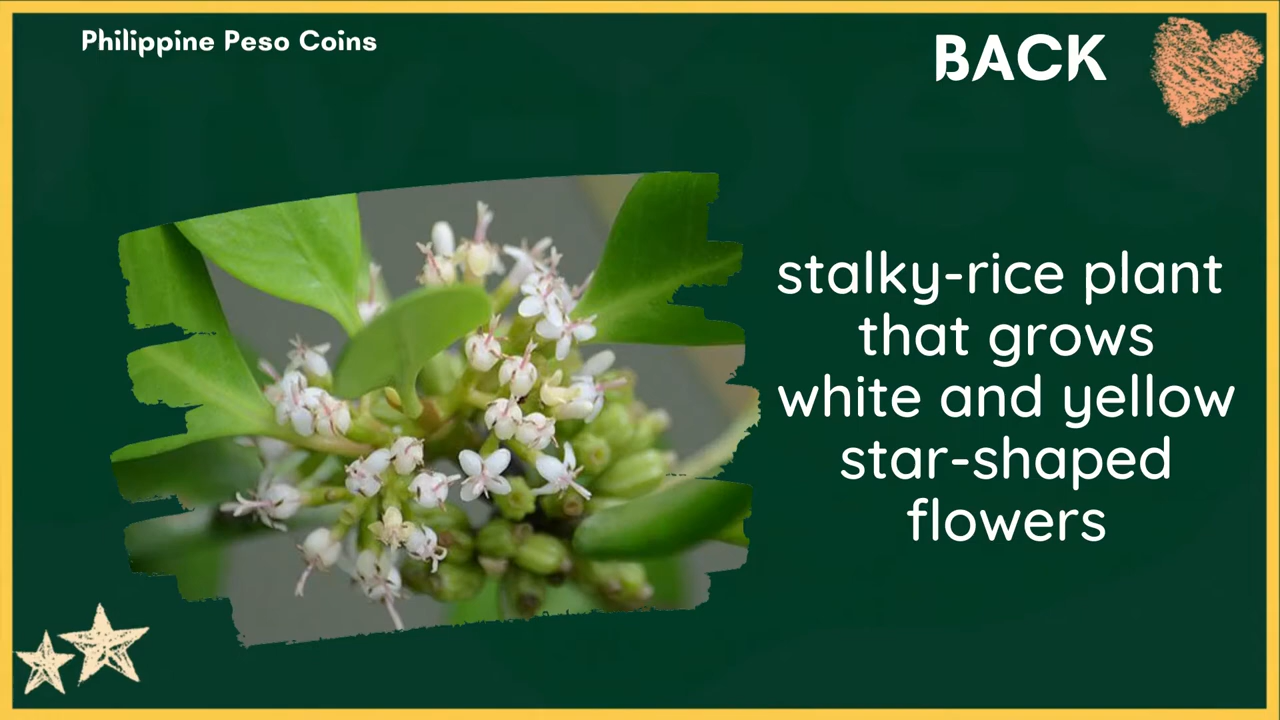 Philippine Peso Coins
BACK
stalky-rice plant
that grows
white and yellow
star-shaped
flowers